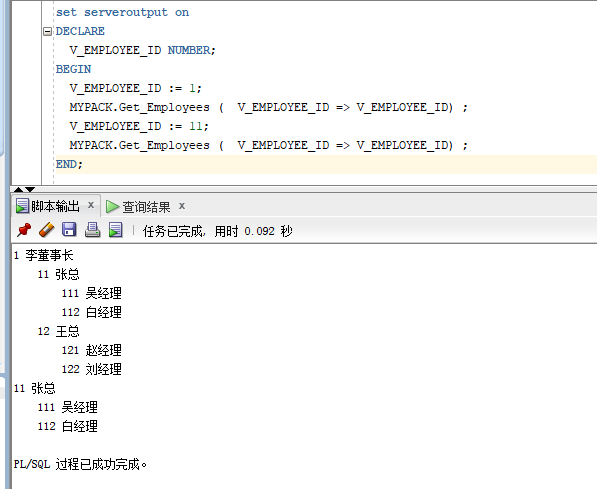 set serveroutput on
DECLARE
V_EMPLOYEE_ID NUMBER;
BEGIN
V_EMPLOYEE_ID := 1;
MYPACK.Get_Employees (  V_EMPLOYEE_ID => V_EMPLOYEE_ID) ;
V_EMPLOYEE_ID := 11;
MYPACK.Get_Employees (  V_EMPLOYEE_ID => V_EMPLOYEE_ID) ;
END;
脚本输出 x 查询结果 x
任务已完成, 用时 0.092 秒
1 李董事长
11 张总
111 吴经理
112 白经理
12 王总
121 赵经理
122 刘经理
11 张总
111 吴经理
112 白经理
PL/SQL 过程已成功完成。